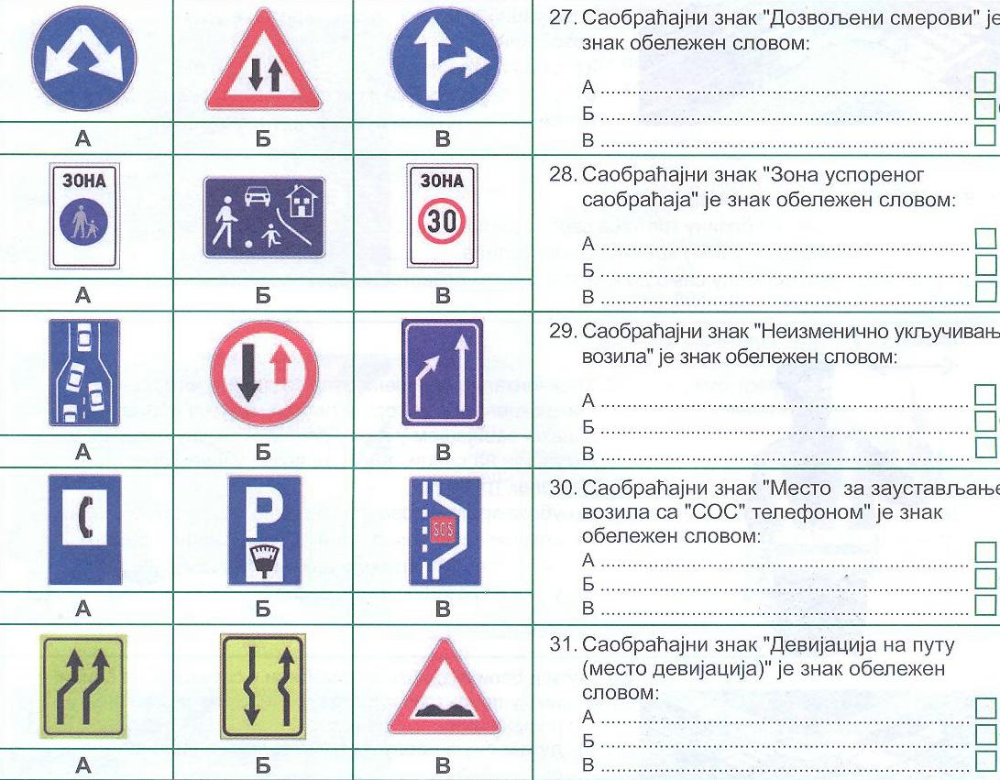 27. Саобраћајни знак "Дозвољени смерови" је
знак обележен словом:
А
Б
В
А Б В
ЗОНА
ЗОНА
30
28. Саобраћајни знак "Зона успореног
саобраћаја" је знак обележен словом:
А
Б
В
А Б В
29. Саобраћајни знак "Неизменично укључивањ
возила" је знак обележен словом:
А
Б
В
А Б В
P
SOS
30. Саобраћајни знак "Место за заустављање
возила са "СОС" телефоном" је знак
обележен словом:
А
Б
В
А Б В
31. Саобраћајни знак "Девијација на путу
(место девијација)" је знак обележен
словом:
А
Б
В
А Б В